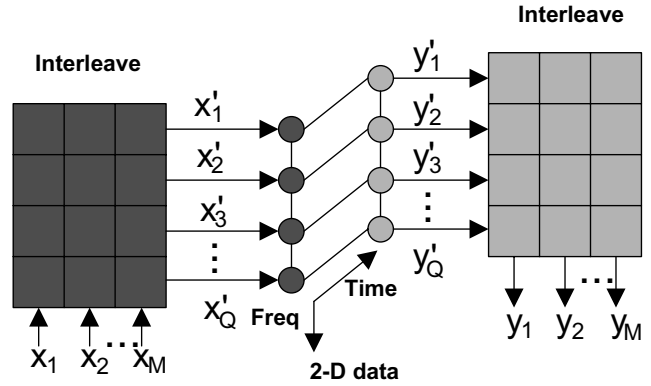 Interleave
Interleave
x'1
x'2
x'3
⋮
x'Q
y'1
y'2
y'3
⋮
y'Q
Freq
Time
2-D data
x1 x2 ... xM
y1 y2 ... yM